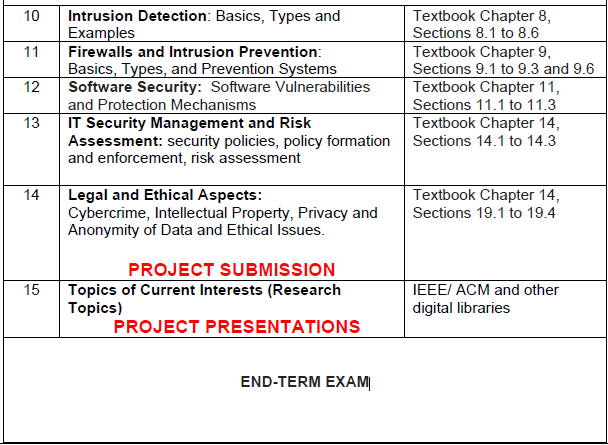 10 Intrusion Detection: Basics, Types and Textbook Chapter 8,
Examples Sections 8.1 to 8.6
11 Firewalls and Intrusion Prevention: Textbook Chapter 9,
Basics, Types, and Prevention Systems Sections 9.1 to 9.3 and 9.6
12 Software Security: Software Vulnerabilities Textbook Chapter 11,
and Protection Mechanisms Sections 11.1 to 11.3
13 IT Security Management and Risk Textbook Chapter 14,
Assessment: security policies, policy formation Sections 14.1 to 14.3
and enforcement, risk assessment
14 Legal and Ethical Aspects: Textbook Chapter 14,
Cybercrime, Intellectual Property, Privacy and Sections 19.1 to 19.4
Anonymity of Data and Ethical Issues.
PROJECT SUBMISSION
15 Topics of Current Interests (Research IEEE/ ACM and other
Topics) digital libraries
PROJECT PRESENTATIONS
END-TERM EXAM